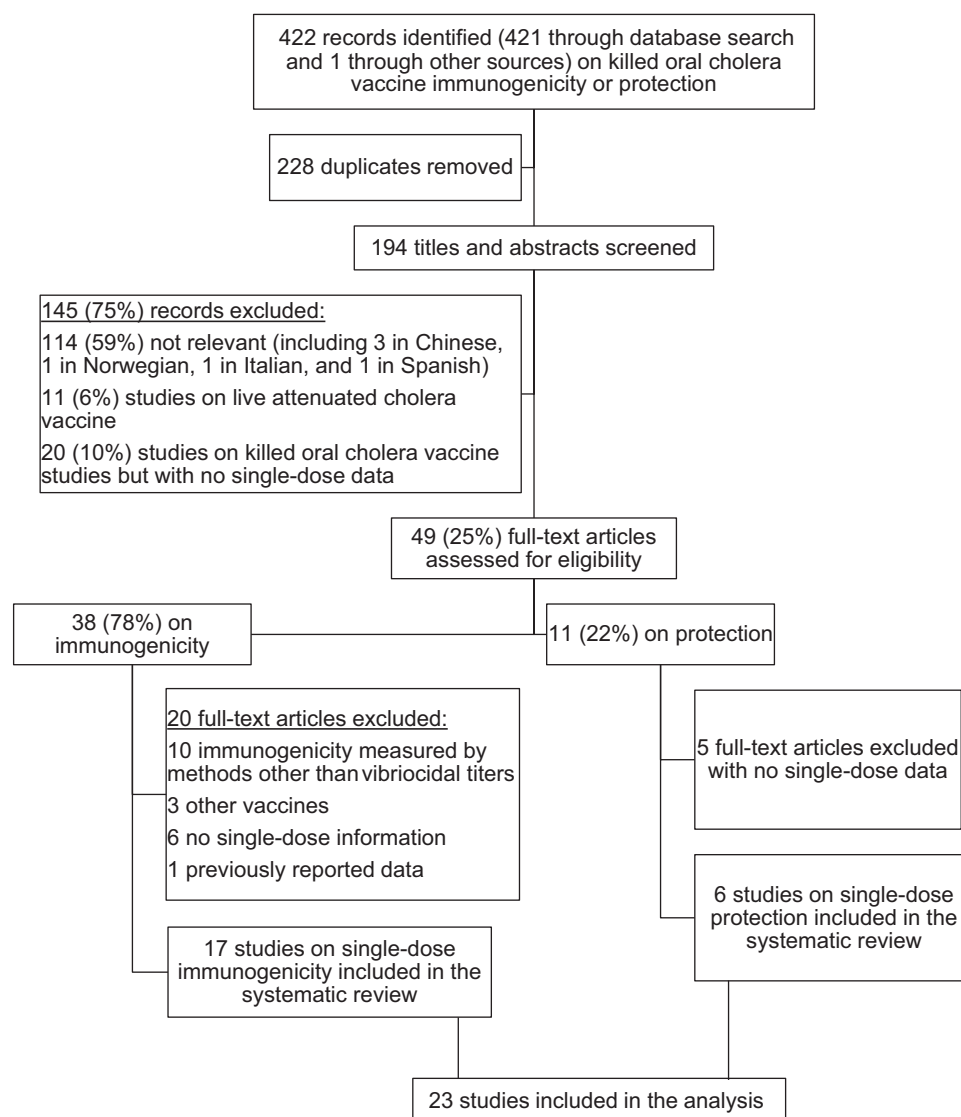 422 records identified (421 through database search
and 1 through other sources) on killed oral cholera
vaccine immunogenicity or protection
228 duplicates removed
194 titles and abstracts screened
145 (75%) records excluded:
114 (59%) not relevant (including 3 in Chinese,
1 in Norwegian, 1 in Italian, and 1 in Spanish)
11 (6%) studies on live attenuated cholera
vaccine
20 (10%) studies on killed oral cholera vaccine
studies but with no single-dose data
49 (25%) full-text articles
assessed for eligibility
38 (78%) on
immunogenicity
11 (22%) on protection
20 full-text articles excluded:
10 immunogenicity measured by
methods other than vibriocidal titers
3 other vaccines
6 no single-dose information
1 previously reported data
5 full-text articles excluded
with no single-dose data
17 studies on single-dose
immunogenicity included in the
systematic review
6 studies on single-dose
protection included in the
systematic review
23 studies included in the analysis